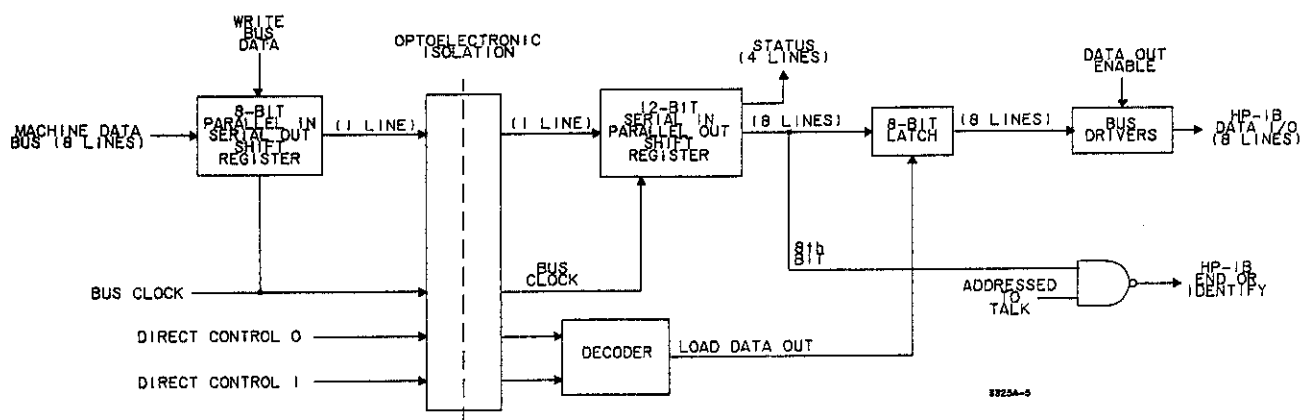 WRITE
BUS
DATA
OPTOELECTRONIC
ISOLATION
STATUS
(4 LINES)
DATA OUT
ENABLE
MACHINE DATA
BUS (8 LINES)
8-BIT
PARALLEL IN
SERIAL OUT
SHIFT
REGISTER
(1 LINE)
(1 LINE)
12-BIT
SERIAL IN
PARALLEL OUT
SHIFT
REGISTER
(8 LINES)
8-BIT
LATCH
(8 LINES)
BUS
DRIVERS
HP-IB
DATA I/O
(8 LINES)
8th
BIT
BUS
CLOCK
BUS CLOCK
ADDRESSED
TO
TALK
HP-IB
END OR
IDENTIFY
DIRECT CONTROL 0
DECODER
LOAD DATA OUT
DIRECT CONTROL 1
3325A-5